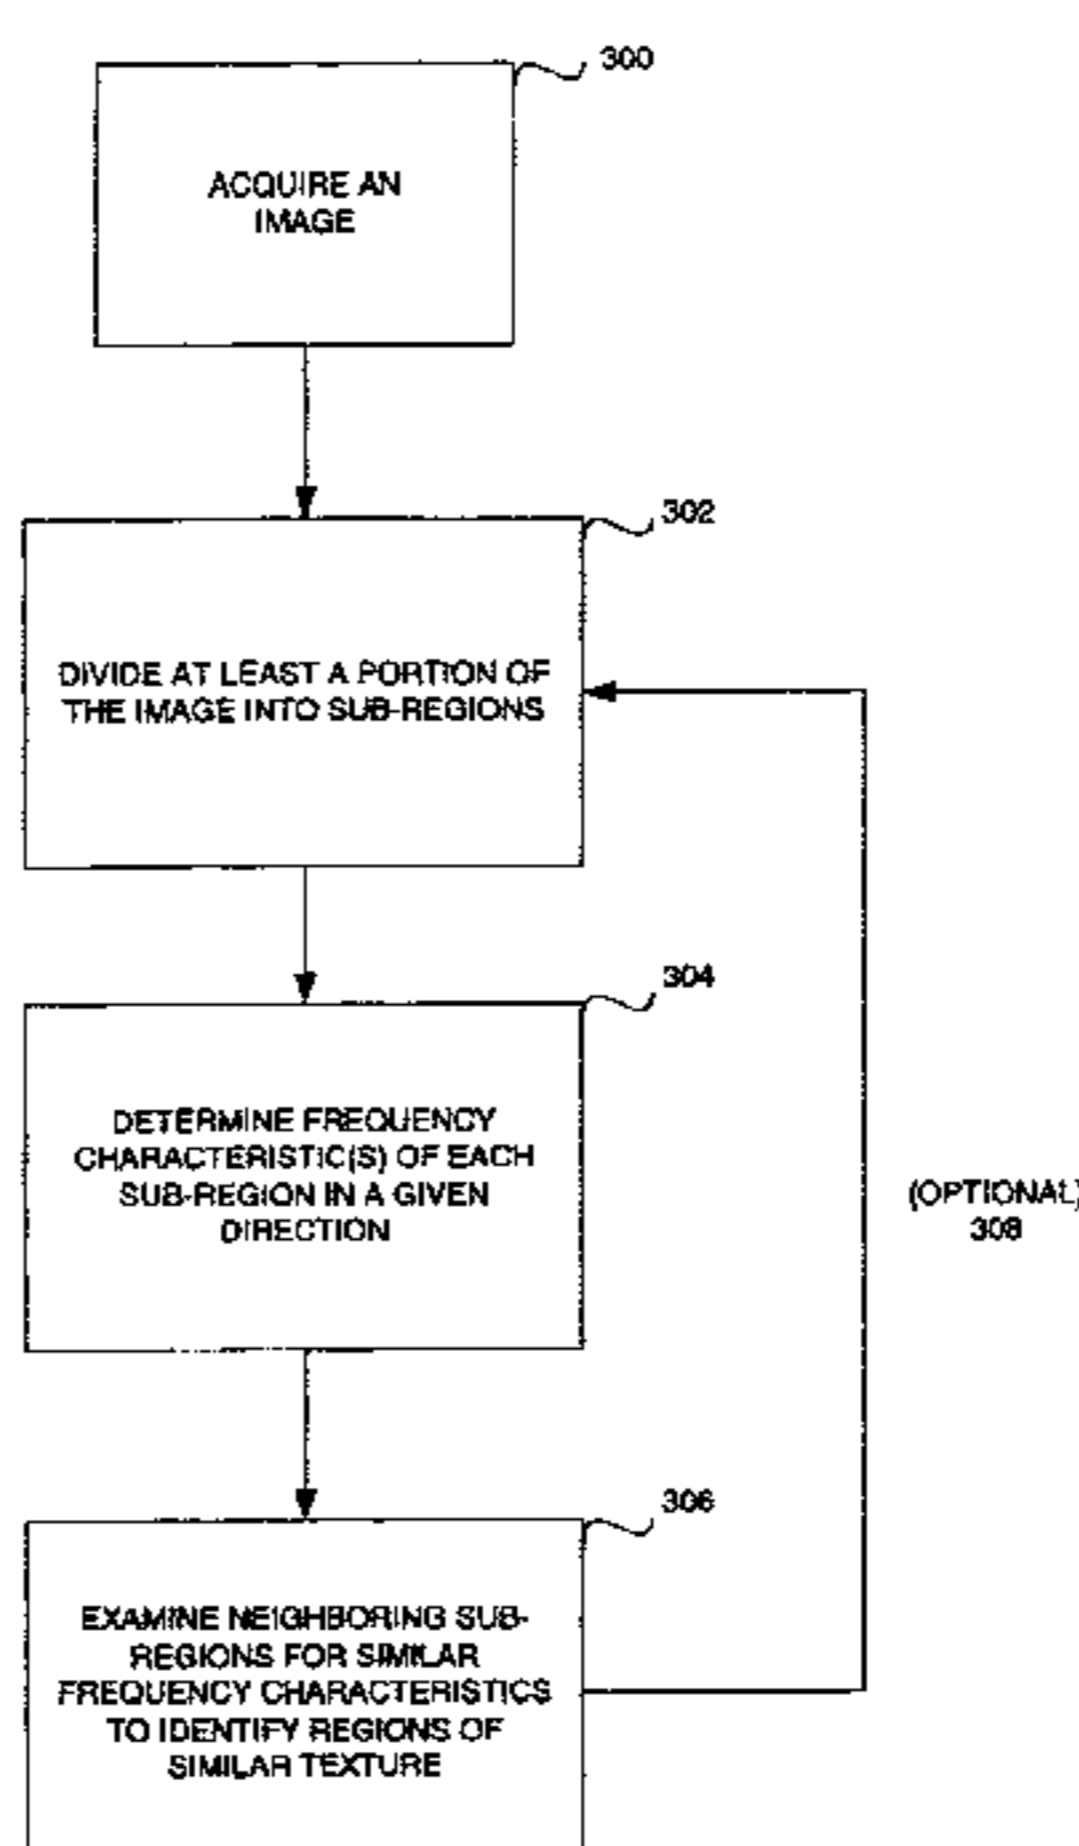 300
ACQUIRE AN
IMAGE
302
DIVIDE AT LEAST A PORTION OF
THE IMAGE INTO SUB-REGIONS
304
DETERMINE FREQUENCY
CHARACTERISTIC(S) OF EACH
SUB-REGION IN A GIVEN
DIRECTION
(OPTIONAL)
308
306
EXAMINE NEIGHBORING SUB-
REGIONS FOR SIMILAR
FREQUENCY CHARACTERISTICS
TO IDENTIFY REGIONS OF
SIMILAR TEXTURE